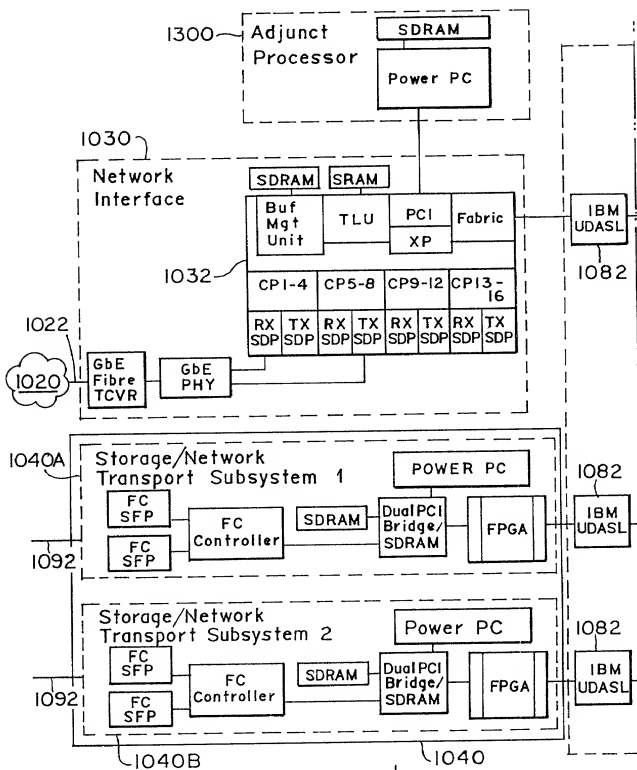 1300
Adjunct
Processor
SDRAM
Power PC
1030
Network
Interface
SDRAM
SRAM
Buf
Mgt
Unit
TLU
PCI
XP
Fabric
IBM
UDASL
1082
1032
CP1-4
CP5-8
CP9-12
CP13-
16
RX
SDP
TX
SDP
RX
SDP
TX
SDP
RX
SDP
TX
SDP
RX
SDP
TX
SDP
1022
1020
GbE
Fibre
TCVR
GbE
PHY
1040A
Storage/Network
Transport Subsystem 1
POWER PC
FC
SFP
FC
SFP
FC
Controller
SDRAM
Dual PCI
Bridge/
SDRAM
FPGA
1082
IBM
UDASL
1092
Storage/Network
Transport Subsystem 2
Power PC
FC
SFP
FC
SFP
FC
Controller
SDRAM
Dual PCI
Bridge/
SDRAM
FPGA
1082
IBM
UDASL
1092
1040B
1040